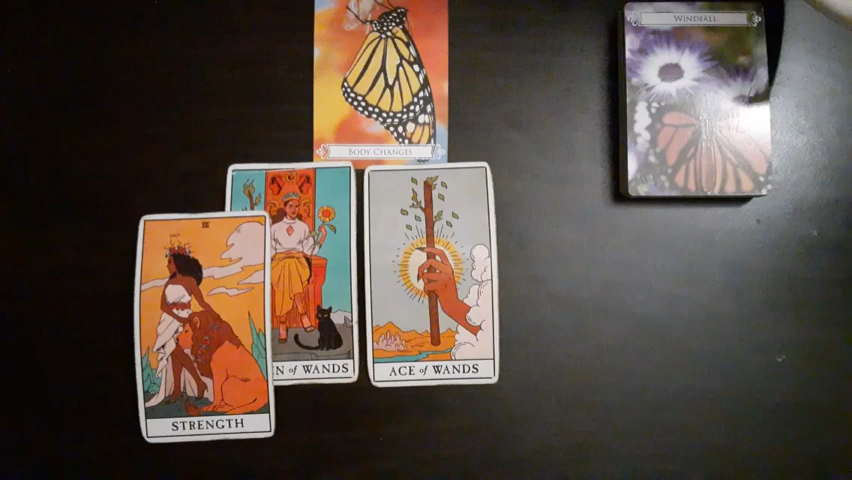 WINDFALL
BODY CHANGES
N of WANDS
ACE of WANDS
STRENGTH